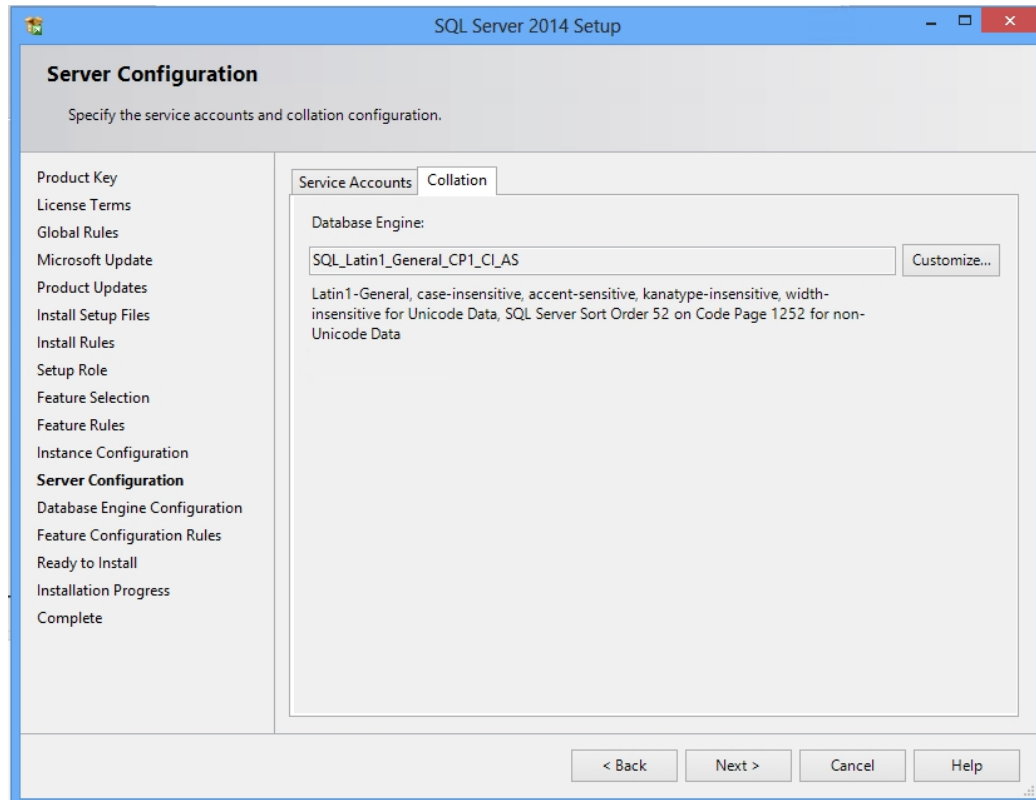 SQL Server 2014 Setup
Server Configuration
Specify the service accounts and collation configuration.
Product Key
License Terms
Global Rules
Microsoft Update
Product Updates
Install Setup Files
Install Rules
Setup Role
Feature Selection
Feature Rules
Instance Configuration
Server Configuration
Database Engine Configuration
Feature Configuration Rules
Ready to Install
Installation Progress
Complete
Service Accounts
Collation
Database Engine:
SQL_Latin1_General_CP1_CI_AS
Customize...
Latin1-General, case-insensitive, accent-sensitive, kanatype-insensitive, width-
insensitive for Unicode Data, SQL Server Sort Order 52 on Code Page 1252 for non-
Unicode Data
< Back
Next >
Cancel
Help